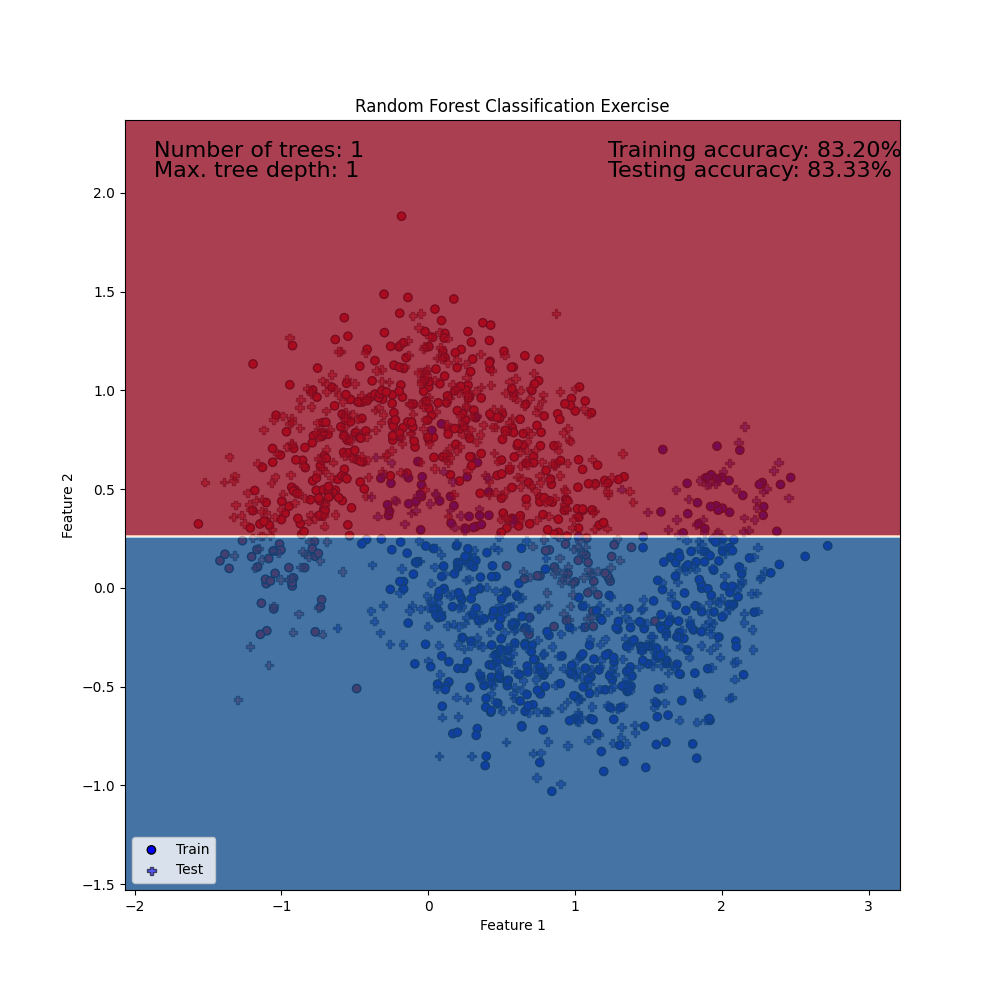 Random Forest Classification Exercise
Number of trees: 1
Max. tree depth: 1
Training accuracy: 83.20%
Testing accuracy: 83.33%
2.0
1.5
1.0
0.5
0.0
−0.5
−1.0
−1.5
Feature 2
Train
Test
−2
−1
0
1
2
3
Feature 1